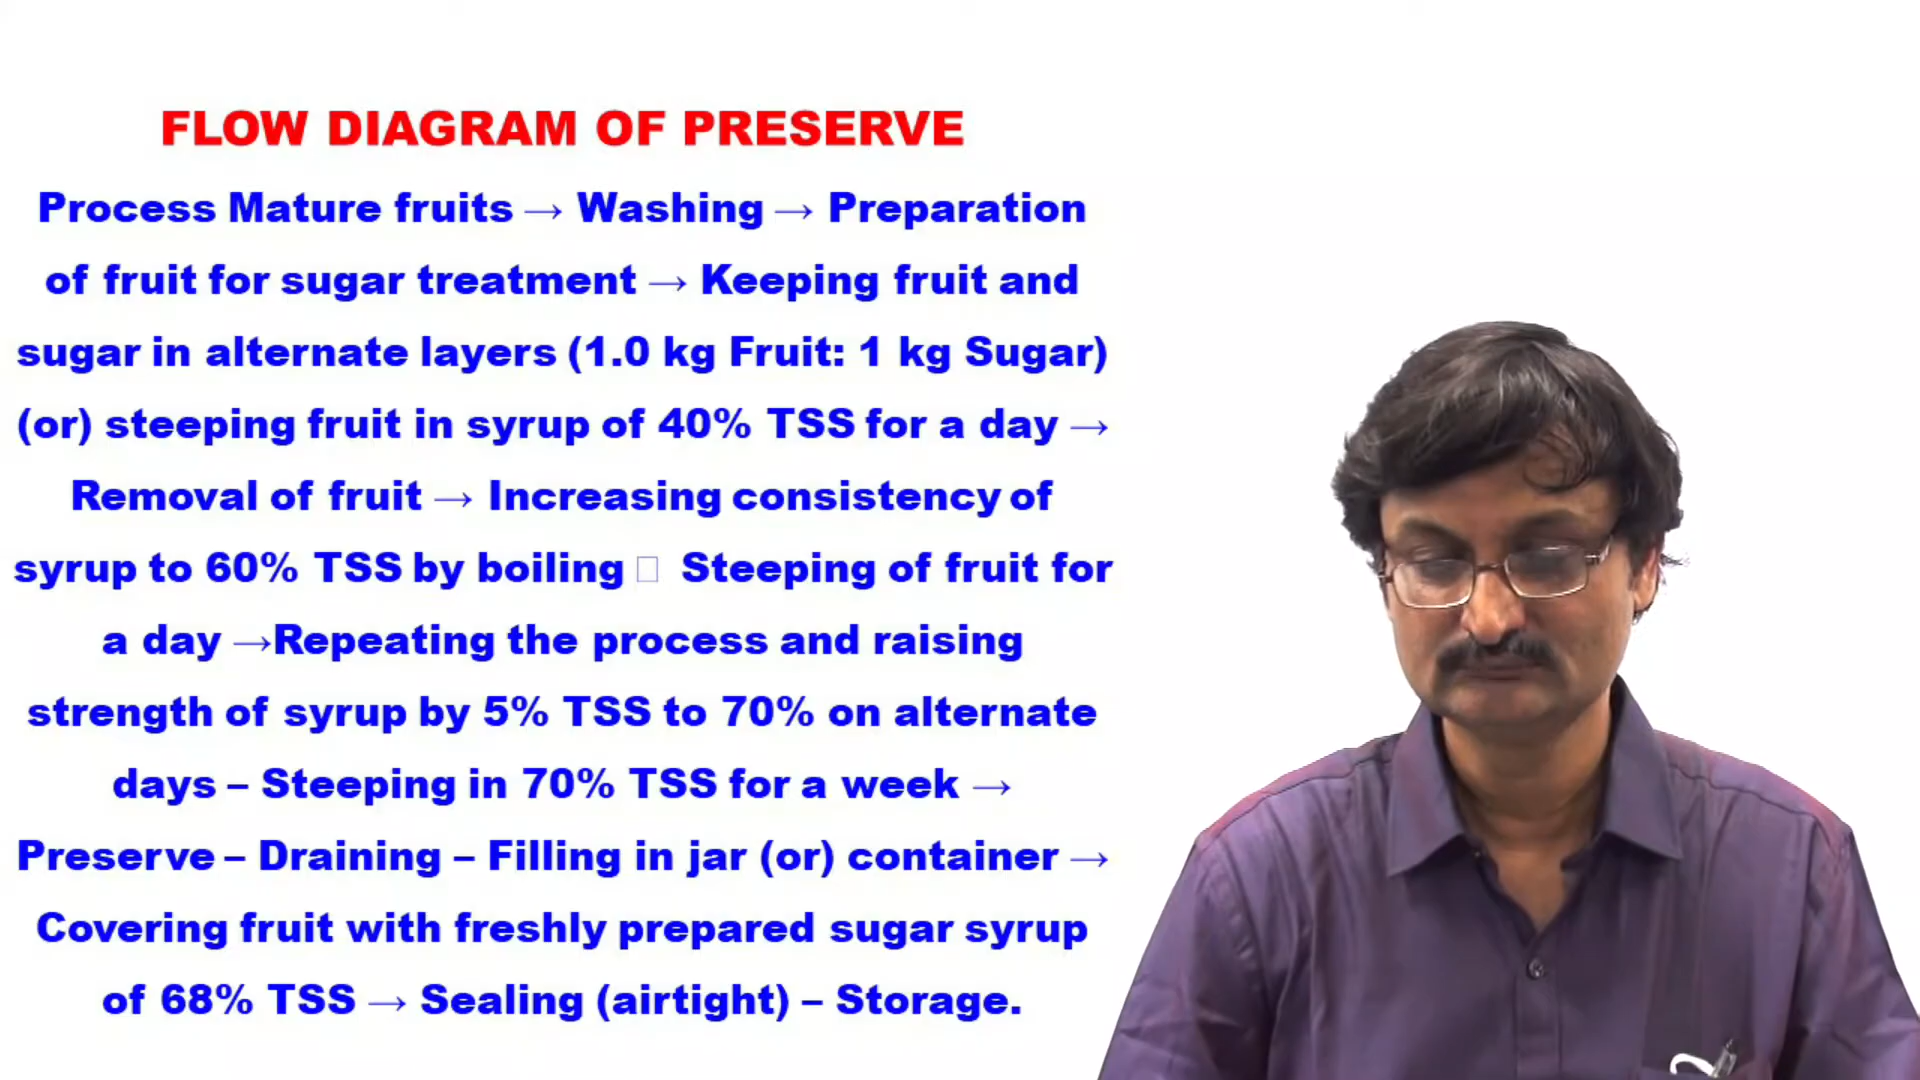 FLOW DIAGRAM OF PRESERVE
Process Mature fruits → Washing → Preparation
of fruit for sugar treatment → Keeping fruit and
sugar in alternate layers (1.0 kg Fruit: 1 kg Sugar)
(or) steeping fruit in syrup of 40% TSS for a day →
Removal of fruit → Increasing consistency of
syrup to 60% TSS by boiling □ Steeping of fruit for
a day →Repeating the process and raising
strength of syrup by 5% TSS to 70% on alternate
days – Steeping in 70% TSS for a week →
Preserve – Draining – Filling in jar (or) container →
Covering fruit with freshly prepared sugar syrup
of 68% TSS → Sealing (airtight) – Storage.